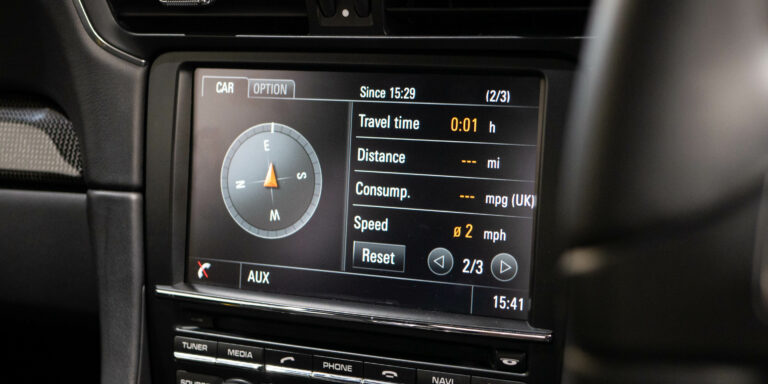 CAR OPTION Since 15:29 (2/3)
Travel time 0:01 h
Distance --- mi
Consump. --- mpg (UK)
Speed ø 2 mph
E
N S
W
Reset 2/3
AUX
15:41
TUNER MEDIA PHONE NAVI
SOURCE